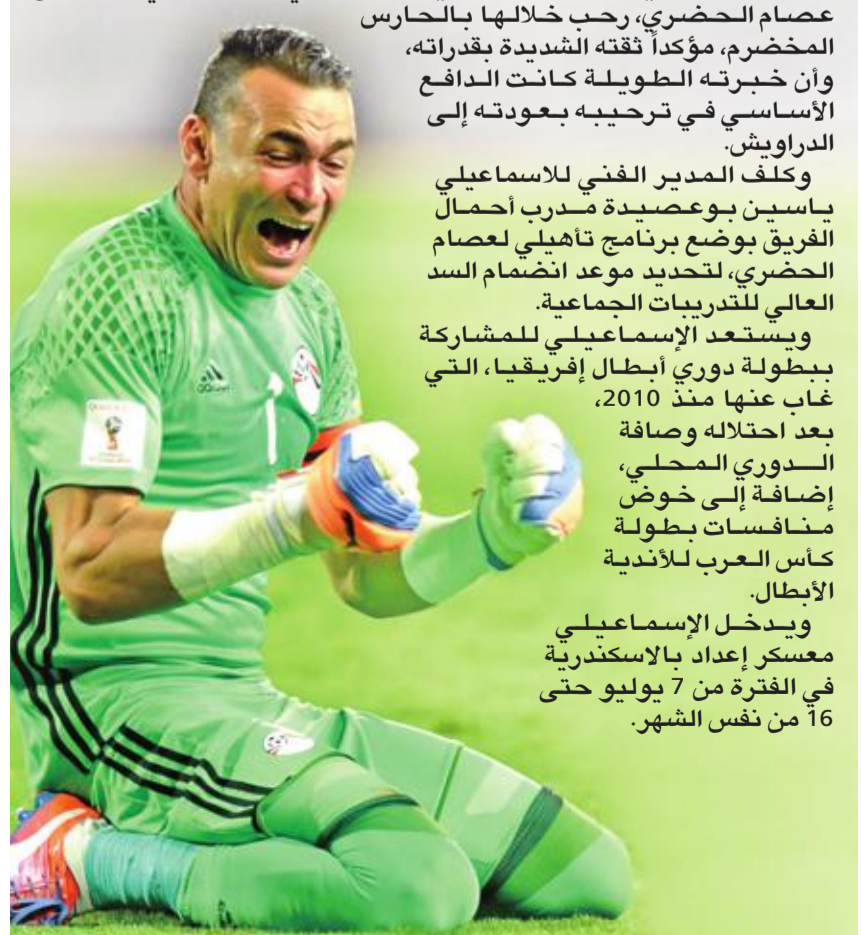 عصام الحضري، رحب خلالها بالحارس
المخضرم، مؤكداً ثقته الشديدة بقدراته،
وأن خبرته الطويلة كانت الدافع
الأساسي في ترحيبه بعودته إلى
الدراويش.
وكلف المدير الفني للاسماعيلي
ياسين بوعصيدة مدرب أحمال
الفريق بوضع برنامج تأهيلي لعصام
الحضري، لتحديد موعد انضمام السد
العالي للتدريبات الجماعية.
ويستعد الإسماعيلي للمشاركة
ببطولة دوري أبطال إفريقيا، التي
غاب عنها منذ 2010،
بعد احتلاله وصافة
الدوري المحلي،
إضافة إلى خوض
منافسات بطولة
كأس العرب للأندية
الأبطال.
ويدخل الإسماعيلي
معسكر إعداد بالاسكندرية
في الفترة من 7 يوليو حتى
16 من نفس الشهر.
1